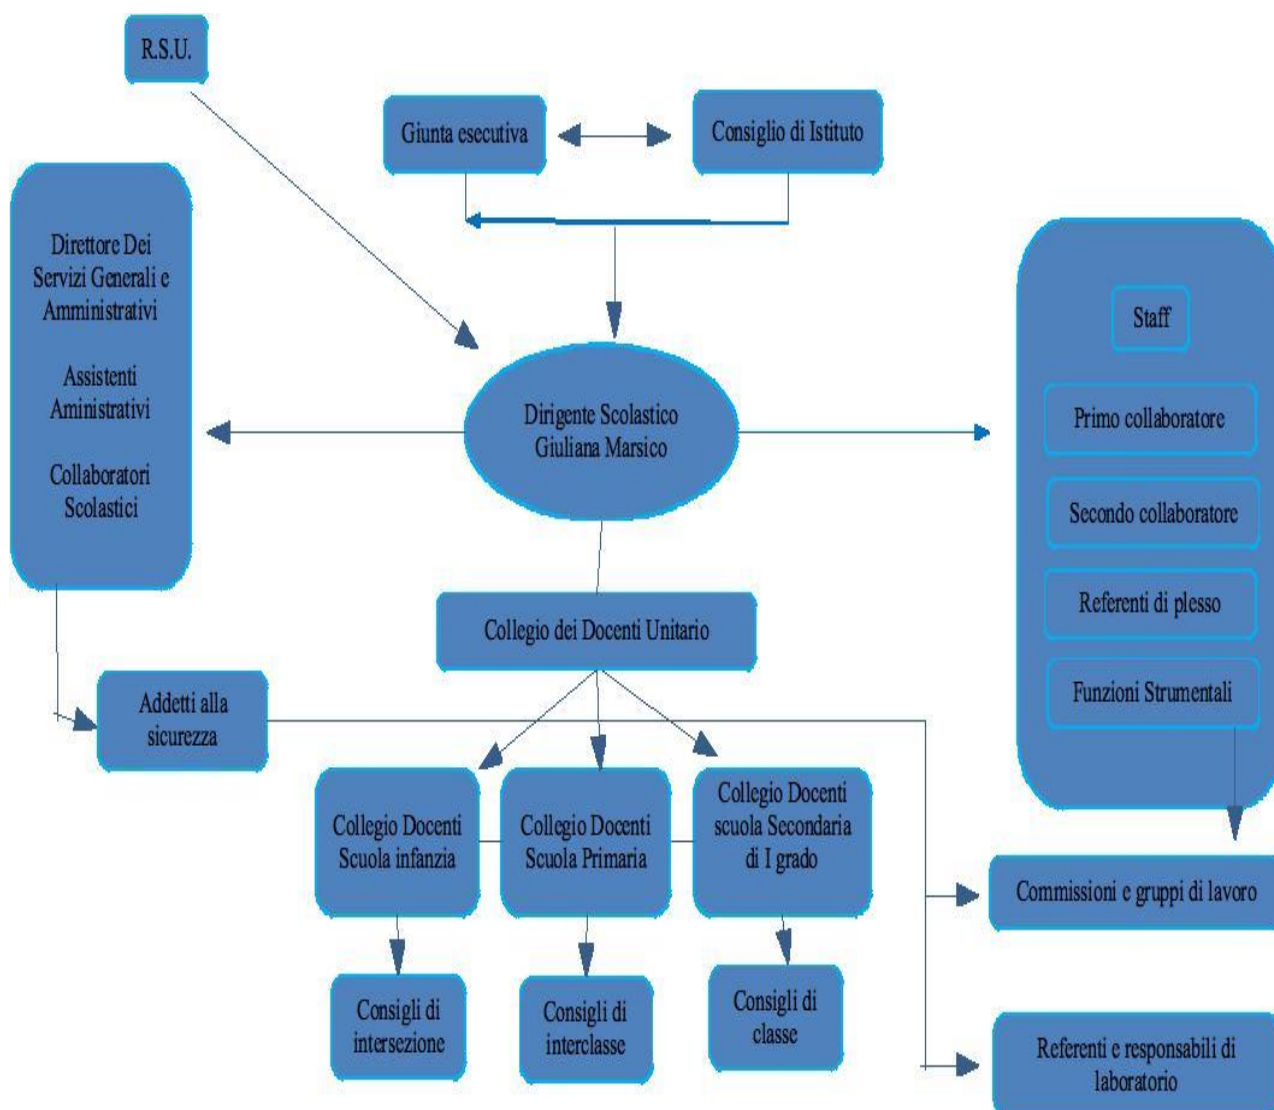 R.S.U.
Giunta esecutiva
Consiglio di Istituto
Direttore Dei
Servizi Generali e
Amministrativi
Assistenti
Aministrativi
Collaboratori
Scolastici
Dirigente Scolastico
Giuliana Marsico
Staff
Primo collaboratore
Secondo collaboratore
Referenti di plesso
Funzioni Strumentali
Collegio dei Docenti Unitario
Addetti alla
sicurezza
Collegio Docenti
Scuola infanzia
Collegio Docenti
Scuola Primaria
Collegio Docenti
scuola Secondaria
di I grado
Commissioni e gruppi di lavoro
Consigli di
intersezione
Consigli di
interclasse
Consigli di
classe
Referenti e responsabili di
laboratorio